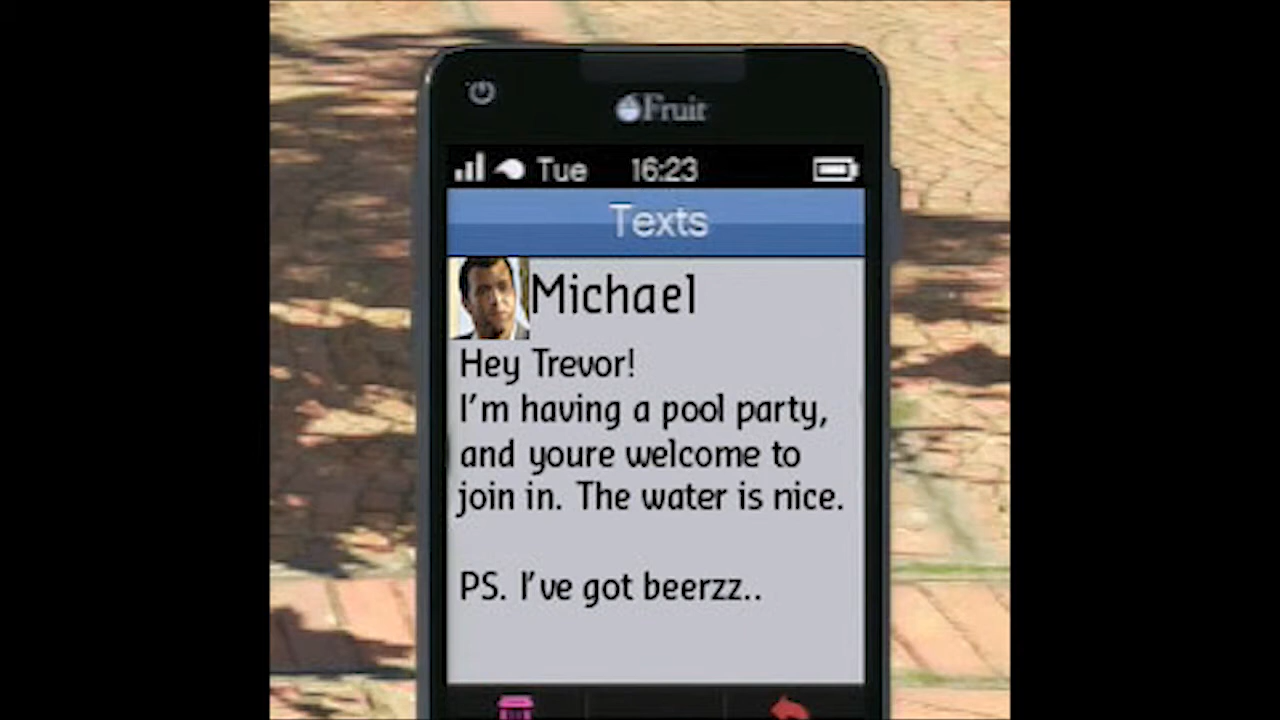 Fruit
Tue 16:23
Texts
Michael
Hey Trevor!
I'm having a pool party,
and youre welcome to
join in. The water is nice.
PS. I've got beerzz..